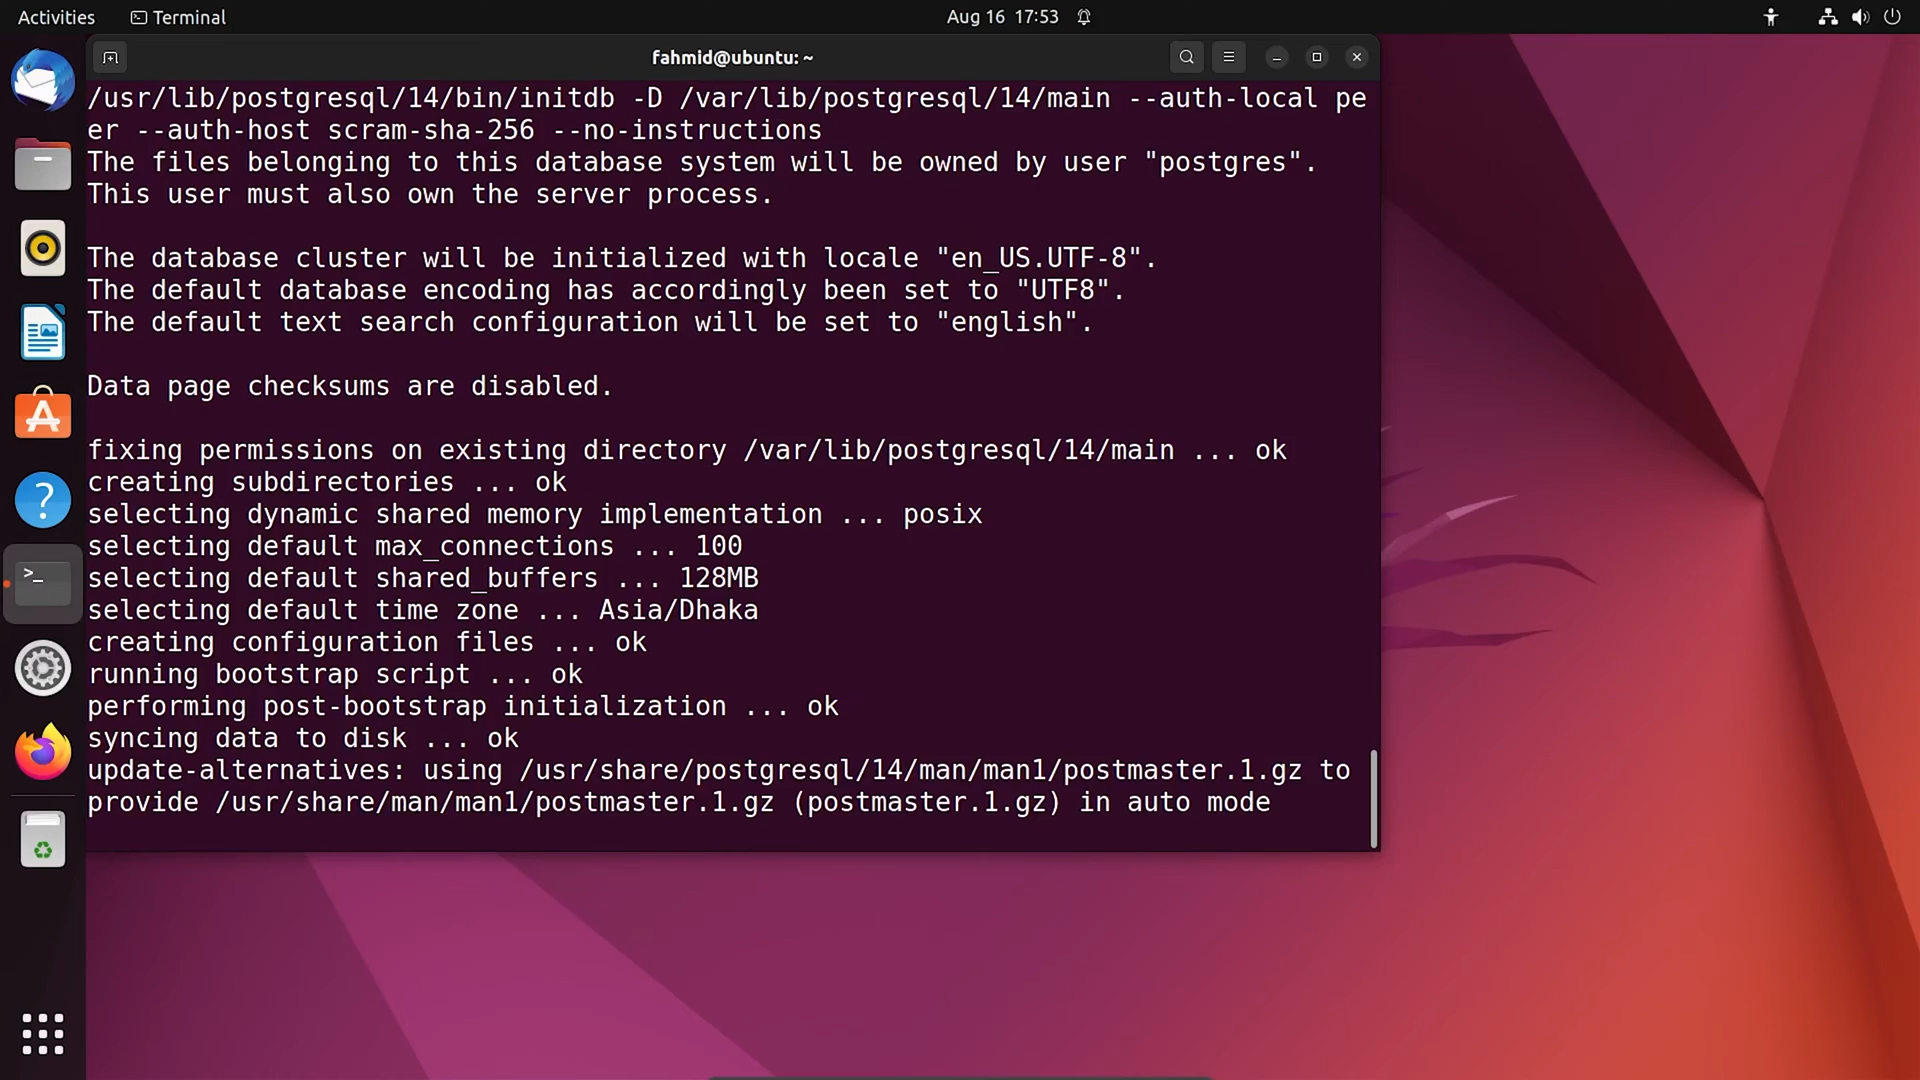 Activities
Terminal
Aug 16 17:53
fahmid@ubuntu: ~
/usr/lib/postgresql/14/bin/initdb -D /var/lib/postgresql/14/main --auth-local pe
er --auth-host scram-sha-256 --no-instructions
The files belonging to this database system will be owned by user "postgres".
This user must also own the server process.
The database cluster will be initialized with locale "en_US.UTF-8".
The default database encoding has accordingly been set to "UTF8".
The default text search configuration will be set to "english".
Data page checksums are disabled.
fixing permissions on existing directory /var/lib/postgresql/14/main ... ok
creating subdirectories ... ok
selecting dynamic shared memory implementation ... posix
selecting default max_connections ... 100
selecting default shared_buffers ... 128MB
selecting default time zone ... Asia/Dhaka
creating configuration files ... ok
running bootstrap script ... ok
performing post-bootstrap initialization ... ok
syncing data to disk ... ok
update-alternatives: using /usr/share/postgresql/14/man/man1/postmaster.1.gz to
provide /usr/share/man/man1/postmaster.1.gz (postmaster.1.gz) in auto mode